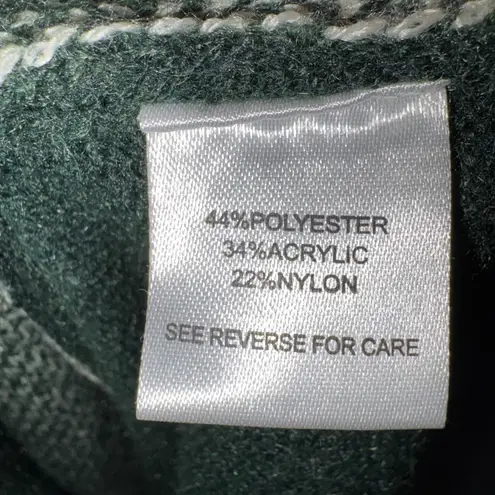 44%POLYESTER
34%ACRYLIC
22%NYLON
SEE REVERSE FOR CARE